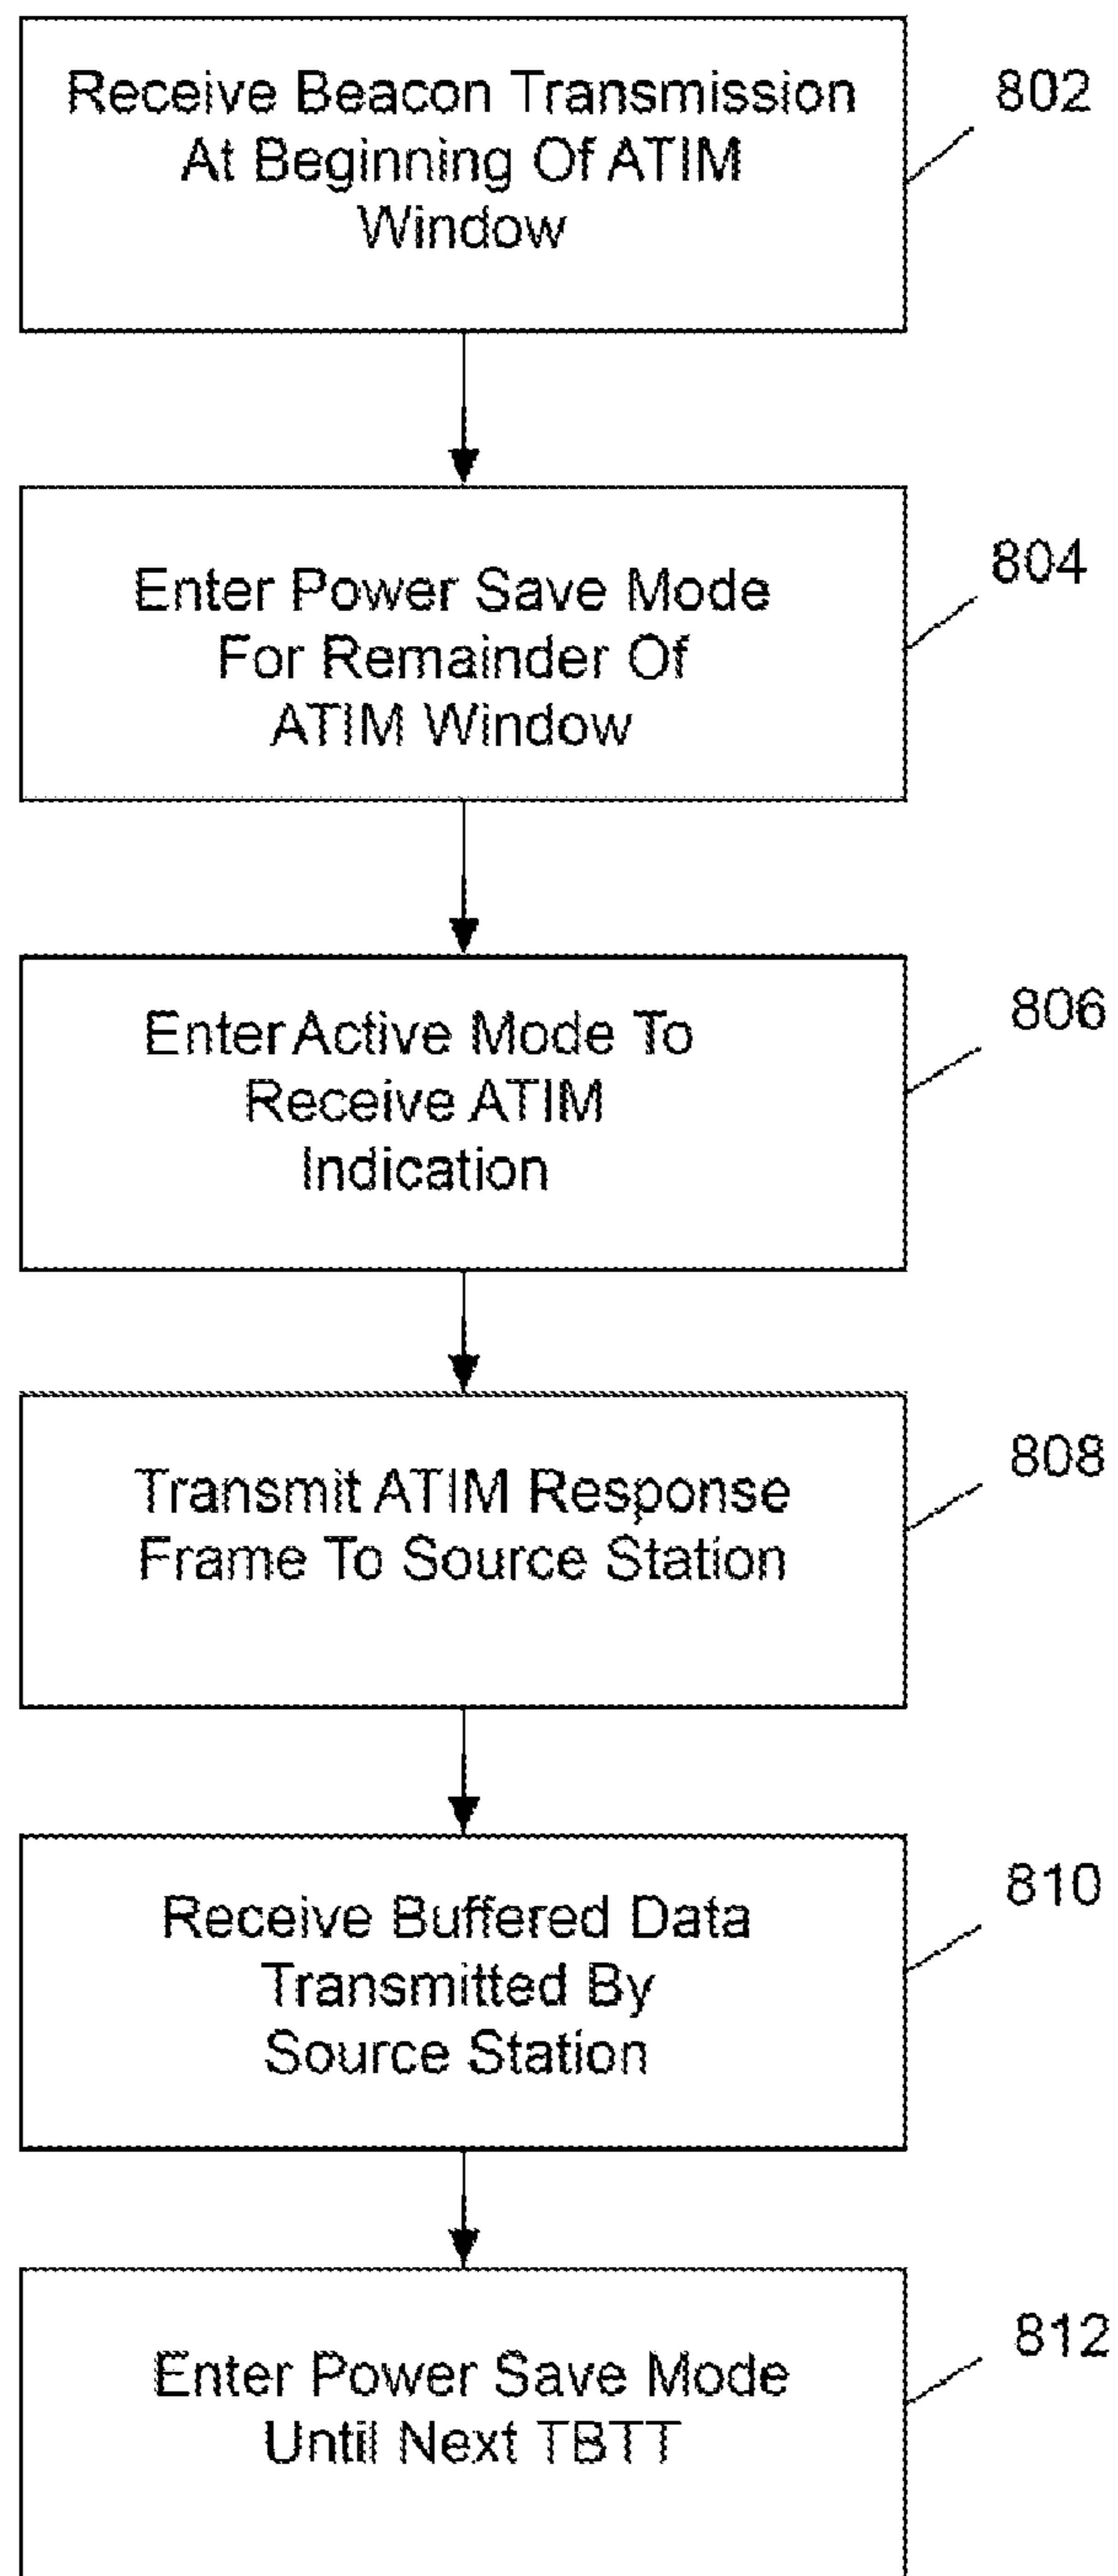 Receive Beacon Transmission
At Beginning Of ATIM
Window
802
Enter Power Save Mode
For Remainder Of
ATIM Window
804
Enter Active Mode To
Receive ATIM
Indication
806
Transmit ATIM Response
Frame To Source Station
808
Receive Buffered Data
Transmitted By
Source Station
810
Enter Power Save Mode
Until Next TBTT
812